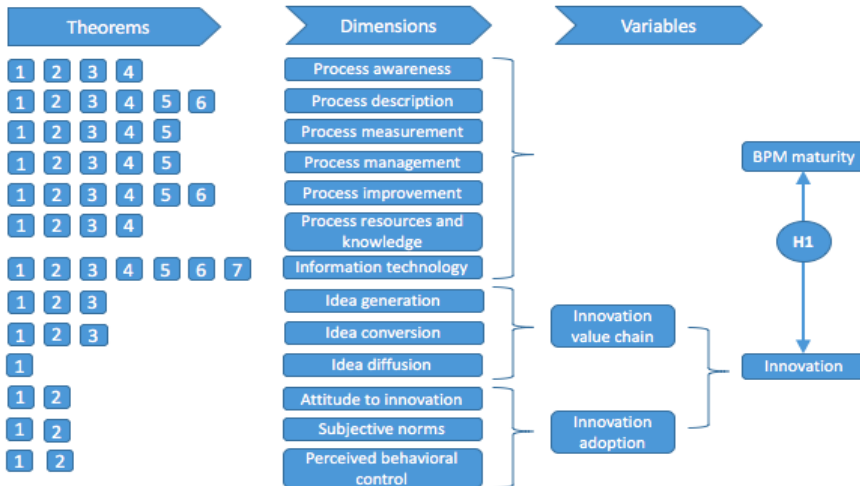 Theorems Dimensions Variables
1 2 3 4 Process awareness
1 2 3 4 5 6 Process description
1 2 3 4 5 Process measurement
1 2 3 4 5 Process management BPM maturity
1 2 3 4 5 6 Process improvement
1 2 3 4 Process resources and
knowledge
H1
1 2 3 4 5 6 7 Information technology
1 2 3 Idea generation
Innovation
value chain
1 2 3 Idea conversion
1 Idea diffusion Innovation
1 2 Attitude to innovation
1 2 Subjective norms Innovation
adoption
1 2 Perceived behavioral
control